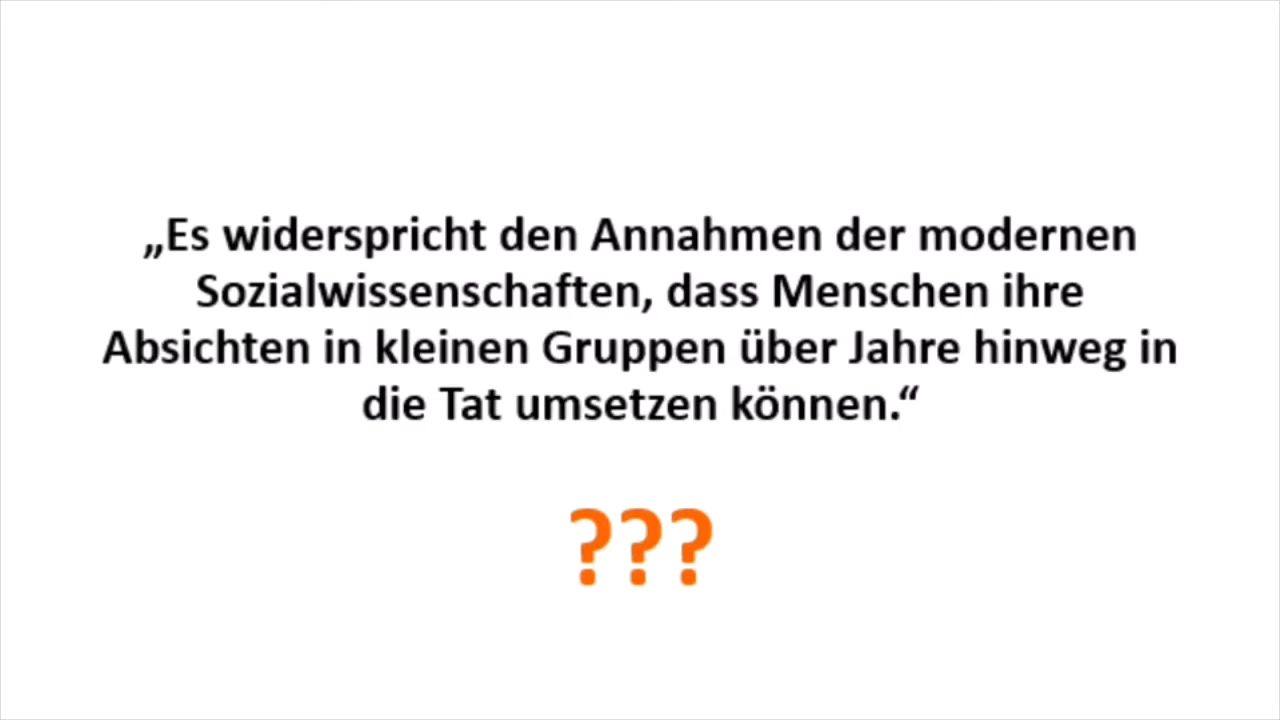 „Es widerspricht den Annahmen der modernen
Sozialwissenschaften, dass Menschen ihre
Absichten in kleinen Gruppen über Jahre hinweg in
die Tat umsetzen können.“
???